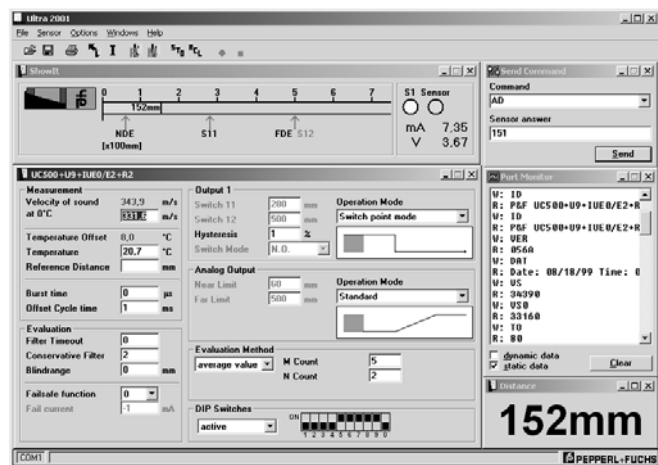 Ultra 2001
File Sensor Options Windows Help
STO RCL
ShowIt
0 1 2 3 4 5 6 7
152mm
NDE S11 FDE S12
[x100mm]
S1 Sensor
mA 7,35
V 3,67
Send Command
Command
AD
Sensor answer
151
Send
UC500+U9+IUE0/E2+R2
Measurement
Velocity of sound 343,9 m/s
at 0°C 331,6 m/s
Temperature Offset 8,0 °C
Temperature 20,7 °C
Reference Distance mm
Burst time 0 µs
Offset Cycle time 1 ms
Evaluation
Filter Timeout 0
Conservative Filter 2
Blindrange 0 mm
Failsafe function 0
Fail current -1 mA
Output 1
Switch 11 200 mm
Switch 12 500 mm
Hysteresis 1 %
Switch Mode N.O.
Operation Mode
Switch point mode
Analog Output
Near Limit 60 mm
Far Limit 500 mm
Operation Mode
Standard
Evaluation Method
average value
M Count 5
N Count 2
DIP Switches
active
ON
1 2 3 4 5 6 7 8 9 0
Port Monitor
W: ID
R: P&F UC500+U9+IUE0/E2+R
W: ID
R: P&F UC500+U9+IUE0/E2+R
W: VER
R: 056A
W: DAT
R: Date: 08/18/99 Time: 0
W: VS
R: 34390
W: VS0
R: 33160
W: TO
R: 80
dynamic data
static data
Clear
Distance
152mm
COM1
PEPPERL+FUCHS